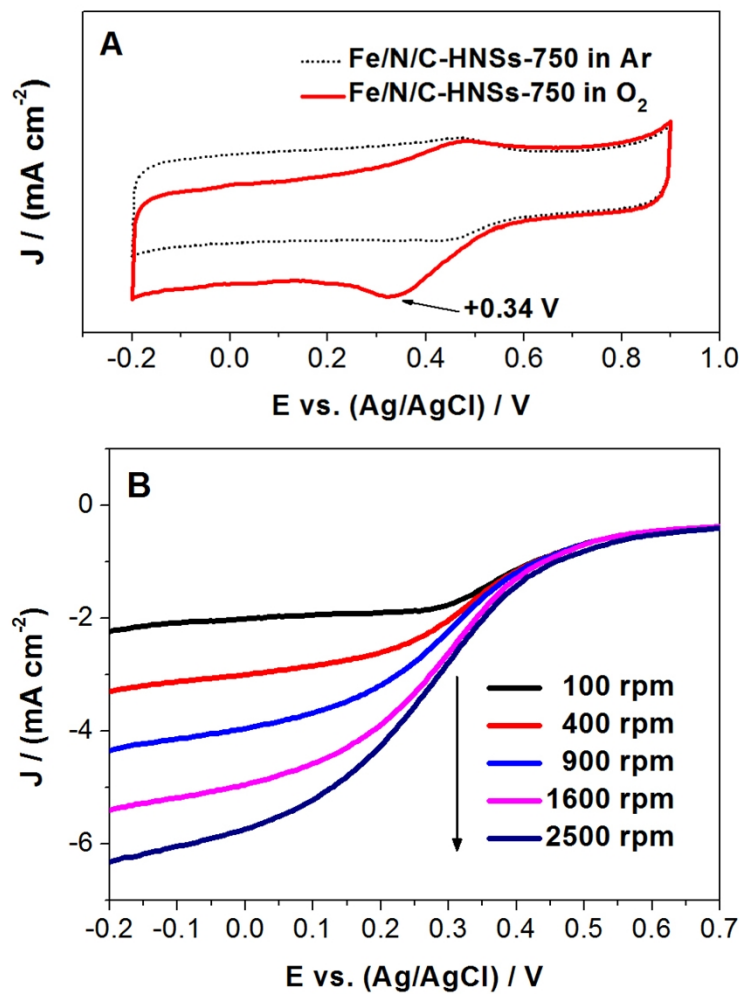 A
Fe/N/C-HNSs-750 in Ar
Fe/N/C-HNSs-750 in O₂
+0.34 V
J / (mA cm⁻²)
-0.2 0.0 0.2 0.4 0.6 0.8 1.0
E vs. (Ag/AgCl) / V
B
0
-2
-4
-6
J / (mA cm⁻²)
100 rpm
400 rpm
900 rpm
1600 rpm
2500 rpm
-0.2 -0.1 0.0 0.1 0.2 0.3 0.4 0.5 0.6 0.7
E vs. (Ag/AgCl) / V